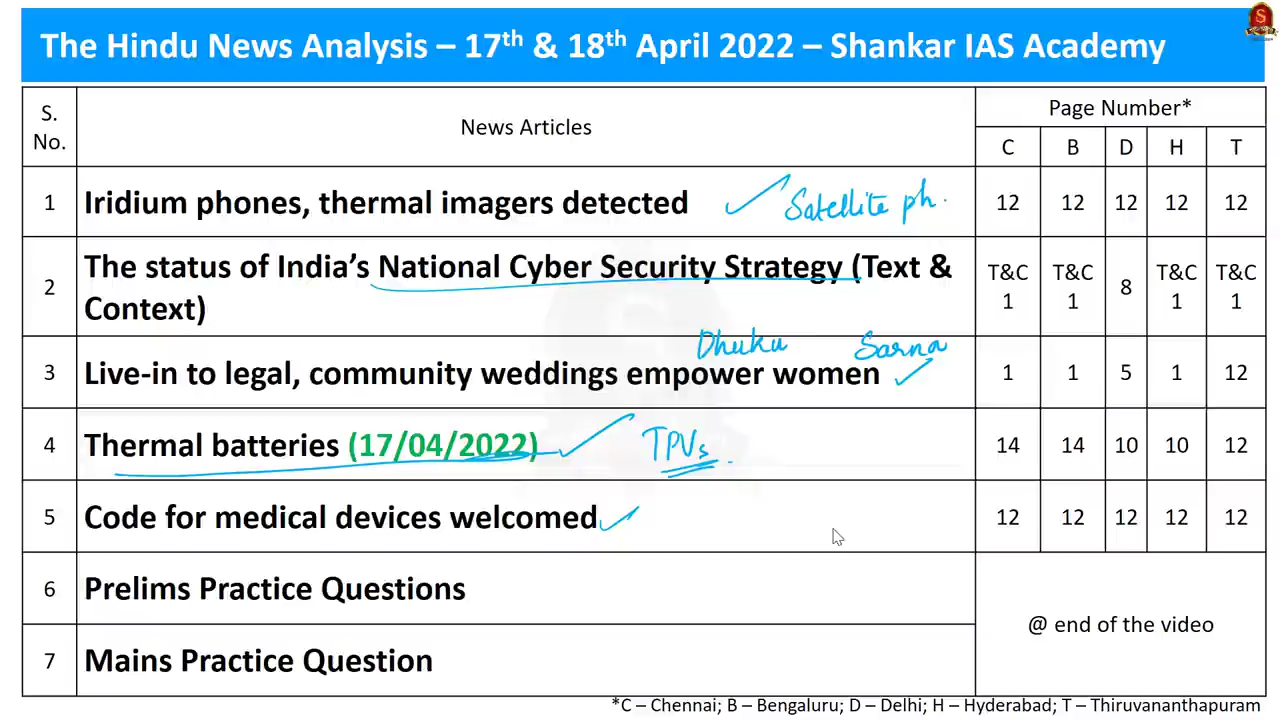 The Hindu News Analysis – 17th & 18th April 2022 – Shankar IAS Academy
S. No.
News Articles
Page Number*
C B D H T
1 Iridium phones, thermal imagers detected Satellite ph. 12 12 12 12 12
2 The status of India's National Cyber Security Strategy (Text & T&C 1 T&C 1 8 T&C 1 T&C 1
Context)
Dhuku Sarna
3 Live-in to legal, community weddings empower women 1 1 5 1 12
4 Thermal batteries (17/04/2022) TPVs 14 14 10 10 12
5 Code for medical devices welcomed 12 12 12 12 12
6 Prelims Practice Questions
@ end of the video
7 Mains Practice Question
*C – Chennai; B – Bengaluru; D – Delhi; H – Hyderabad; T – Thiruvananthapuram